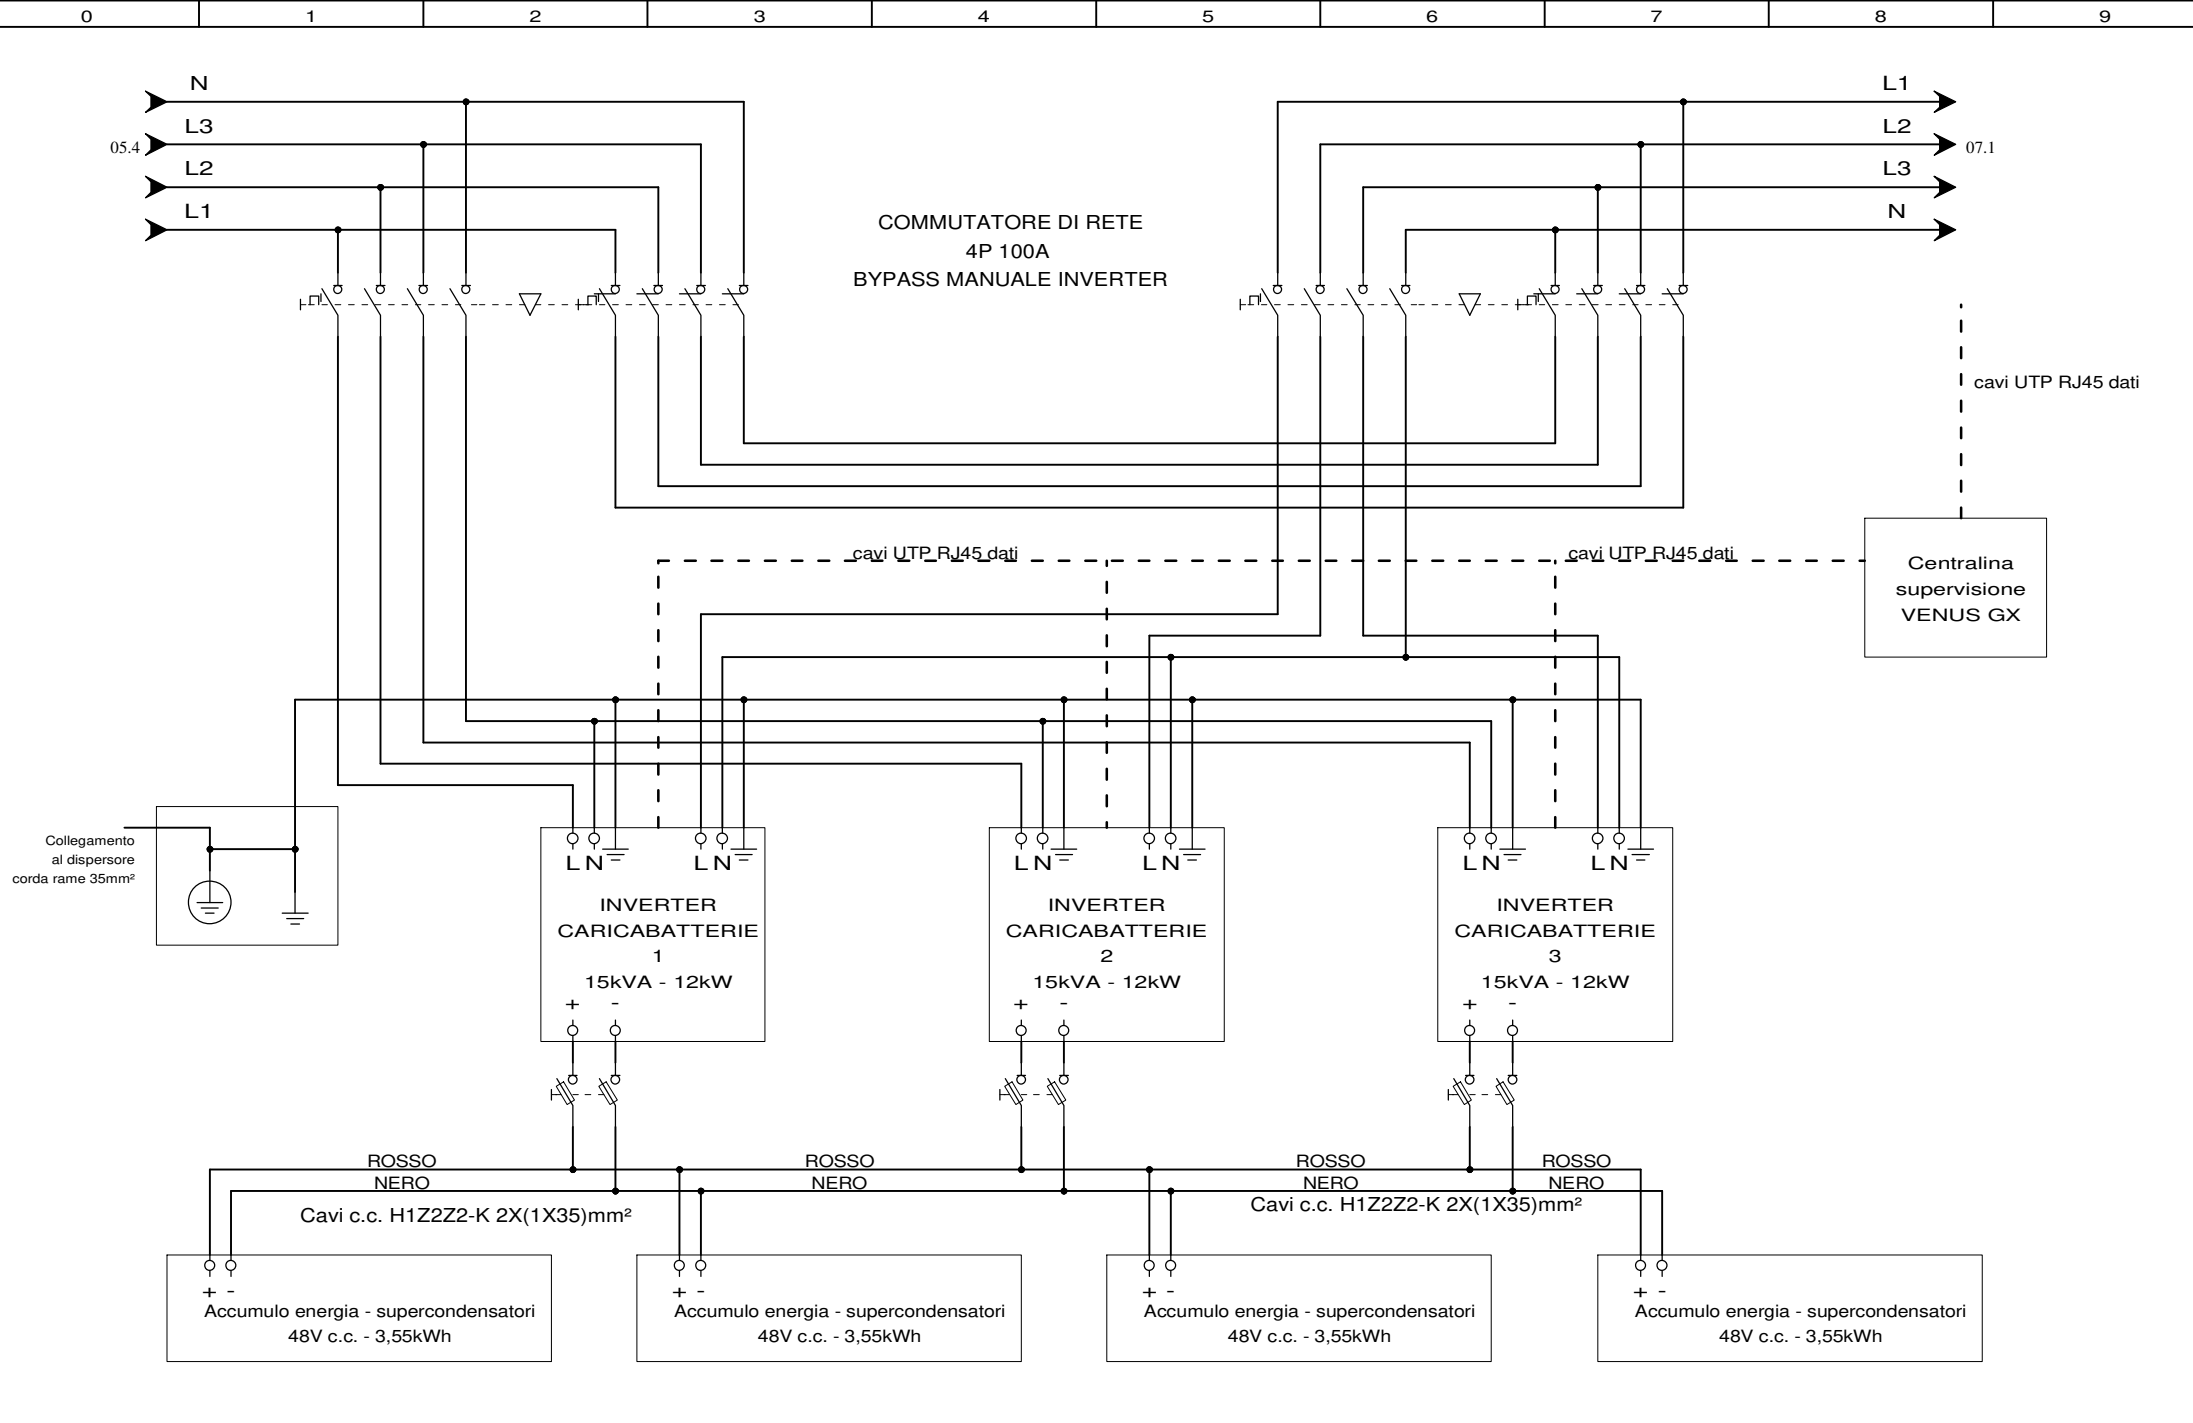 0 1 2 3 4 5 6 7 8 9
N
L3
05.4
L2
L1
L1
L2
07.1
L3
N
COMMUTATORE DI RETE
4P 100A
BYPASS MANUALE INVERTER
cavi UTP RJ45 dati
cavi UTP RJ45 dati
cavi UTP RJ45 dati
Centralina
supervisione
VENUS GX
Collegamento
al dispersore
corda rame 35mm²
L N L N
INVERTER
CARICABATTERIE
1
15kVA - 12kW
+ -
L N L N
INVERTER
CARICABATTERIE
2
15kVA - 12kW
+ -
L N L N
INVERTER
CARICABATTERIE
3
15kVA - 12kW
+ -
ROSSO ROSSO ROSSO ROSSO
NERO NERO NERO NERO
Cavi c.c. H1Z2Z2-K 2X(1X35)mm²
Cavi c.c. H1Z2Z2-K 2X(1X35)mm²
+ -
Accumulo energia - supercondensatori
48V c.c. - 3,55kWh
+ -
Accumulo energia - supercondensatori
48V c.c. - 3,55kWh
+ -
Accumulo energia - supercondensatori
48V c.c. - 3,55kWh
+ -
Accumulo energia - supercondensatori
48V c.c. - 3,55kWh